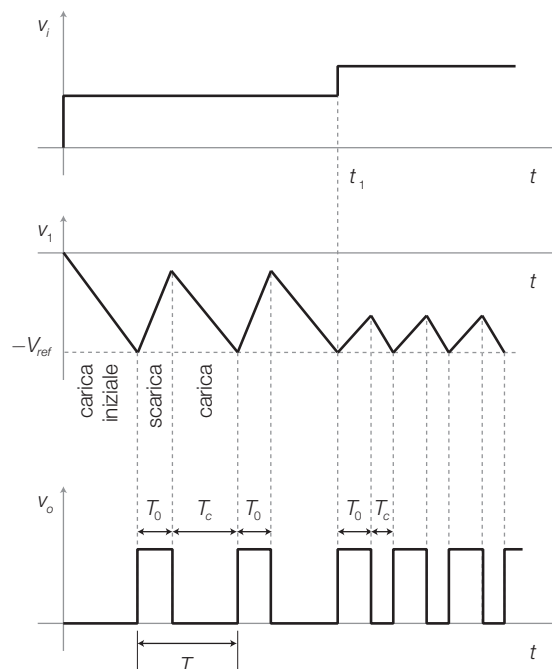 v_i
t_1 t
v_1
t
−V_ref
carica iniziale
scarica
carica
v_o
T_0 T_c T_0 T_0 T_c
t
T